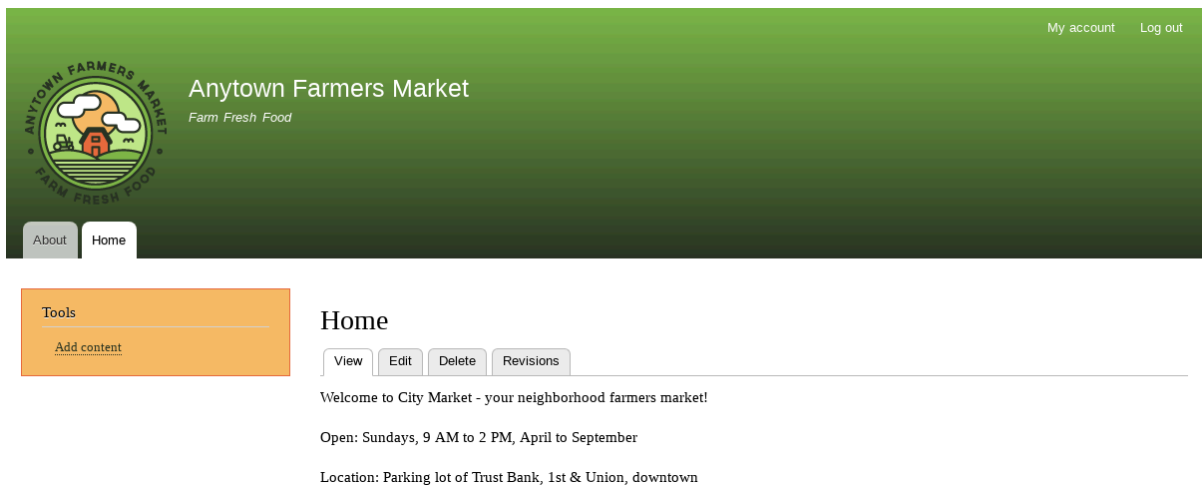 My account Log out
ANYTOWN FARMERS MARKET
FARM FRESH FOOD
Anytown Farmers Market
Farm Fresh Food
About Home
Tools
Add content
Home
View Edit Delete Revisions
Welcome to City Market - your neighborhood farmers market!
Open: Sundays, 9 AM to 2 PM, April to September
Location: Parking lot of Trust Bank, 1st & Union, downtown